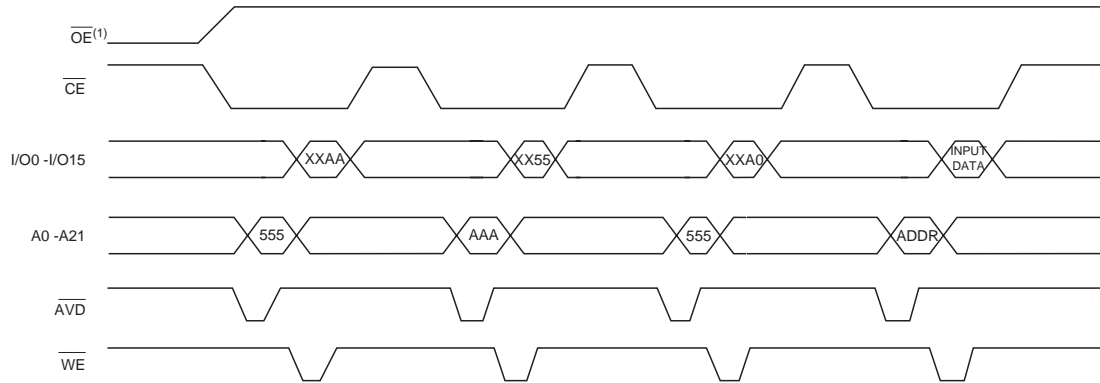 OE(1)
CE
I/O0 -I/O15
XXAA
XX55
XXA0
INPUT
DATA
A0 -A21
555
AAA
555
ADDR
AVD
WE